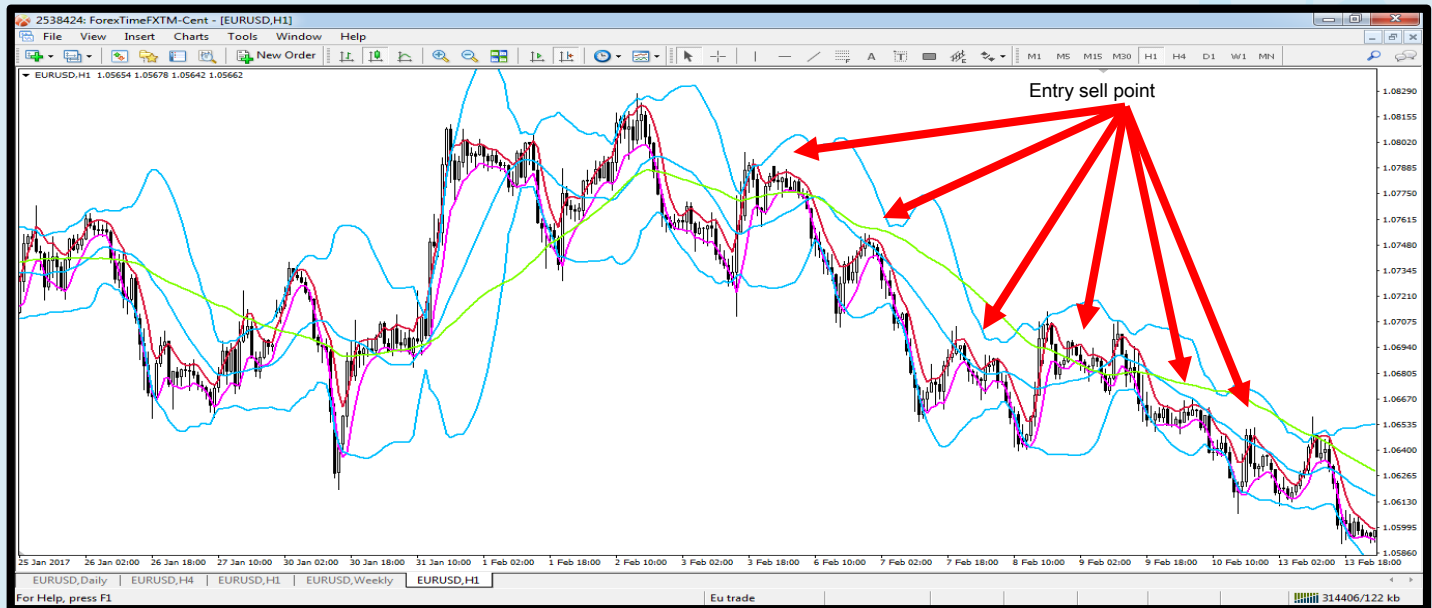 2538424: ForexTimeFXTM-Cent - [EURUSD,H1]
File View Insert Charts Tools Window Help
New Order A T M1 M5 M15 M30 H1 H4 D1 W1 MN
EURUSD,H1 1.05654 1.05678 1.05642 1.05662
Entry sell point
1.08290
1.08155
1.08020
1.07885
1.07750
1.07615
1.07480
1.07345
1.07210
1.07075
1.06940
1.06805
1.06670
1.06535
1.06400
1.06265
1.06130
1.05995
1.05860
25 Jan 2017 26 Jan 02:00 26 Jan 18:00 27 Jan 10:00 30 Jan 02:00 30 Jan 18:00 31 Jan 10:00 1 Feb 02:00 1 Feb 18:00 2 Feb 10:00 3 Feb 02:00 3 Feb 18:00 6 Feb 10:00 7 Feb 02:00 7 Feb 18:00 8 Feb 10:00 9 Feb 02:00 9 Feb 18:00 10 Feb 10:00 13 Feb 02:00 13 Feb 18:00
EURUSD,Daily EURUSD,H4 EURUSD,H1 EURUSD,Weekly EURUSD,H1
For Help, press F1 Eu trade 314406/122 kb